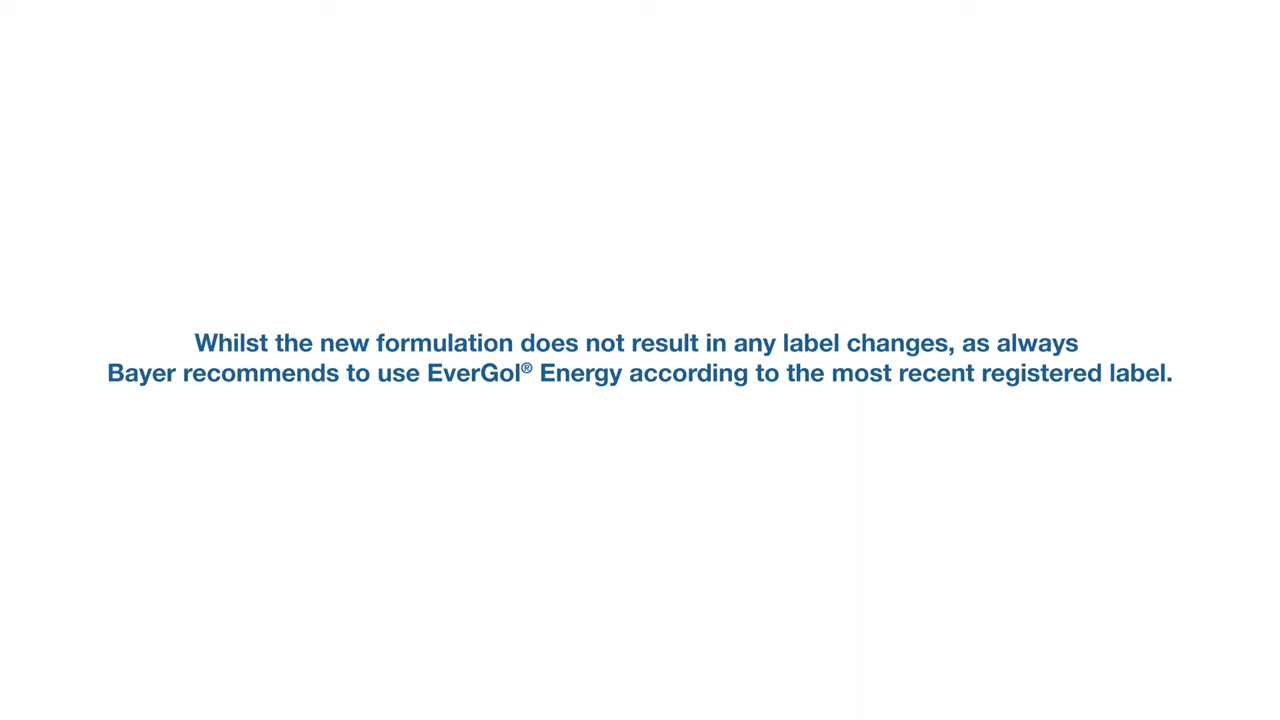 Whilst the new formulation does not result in any label changes, as always
Bayer recommends to use EverGol® Energy according to the most recent registered label.